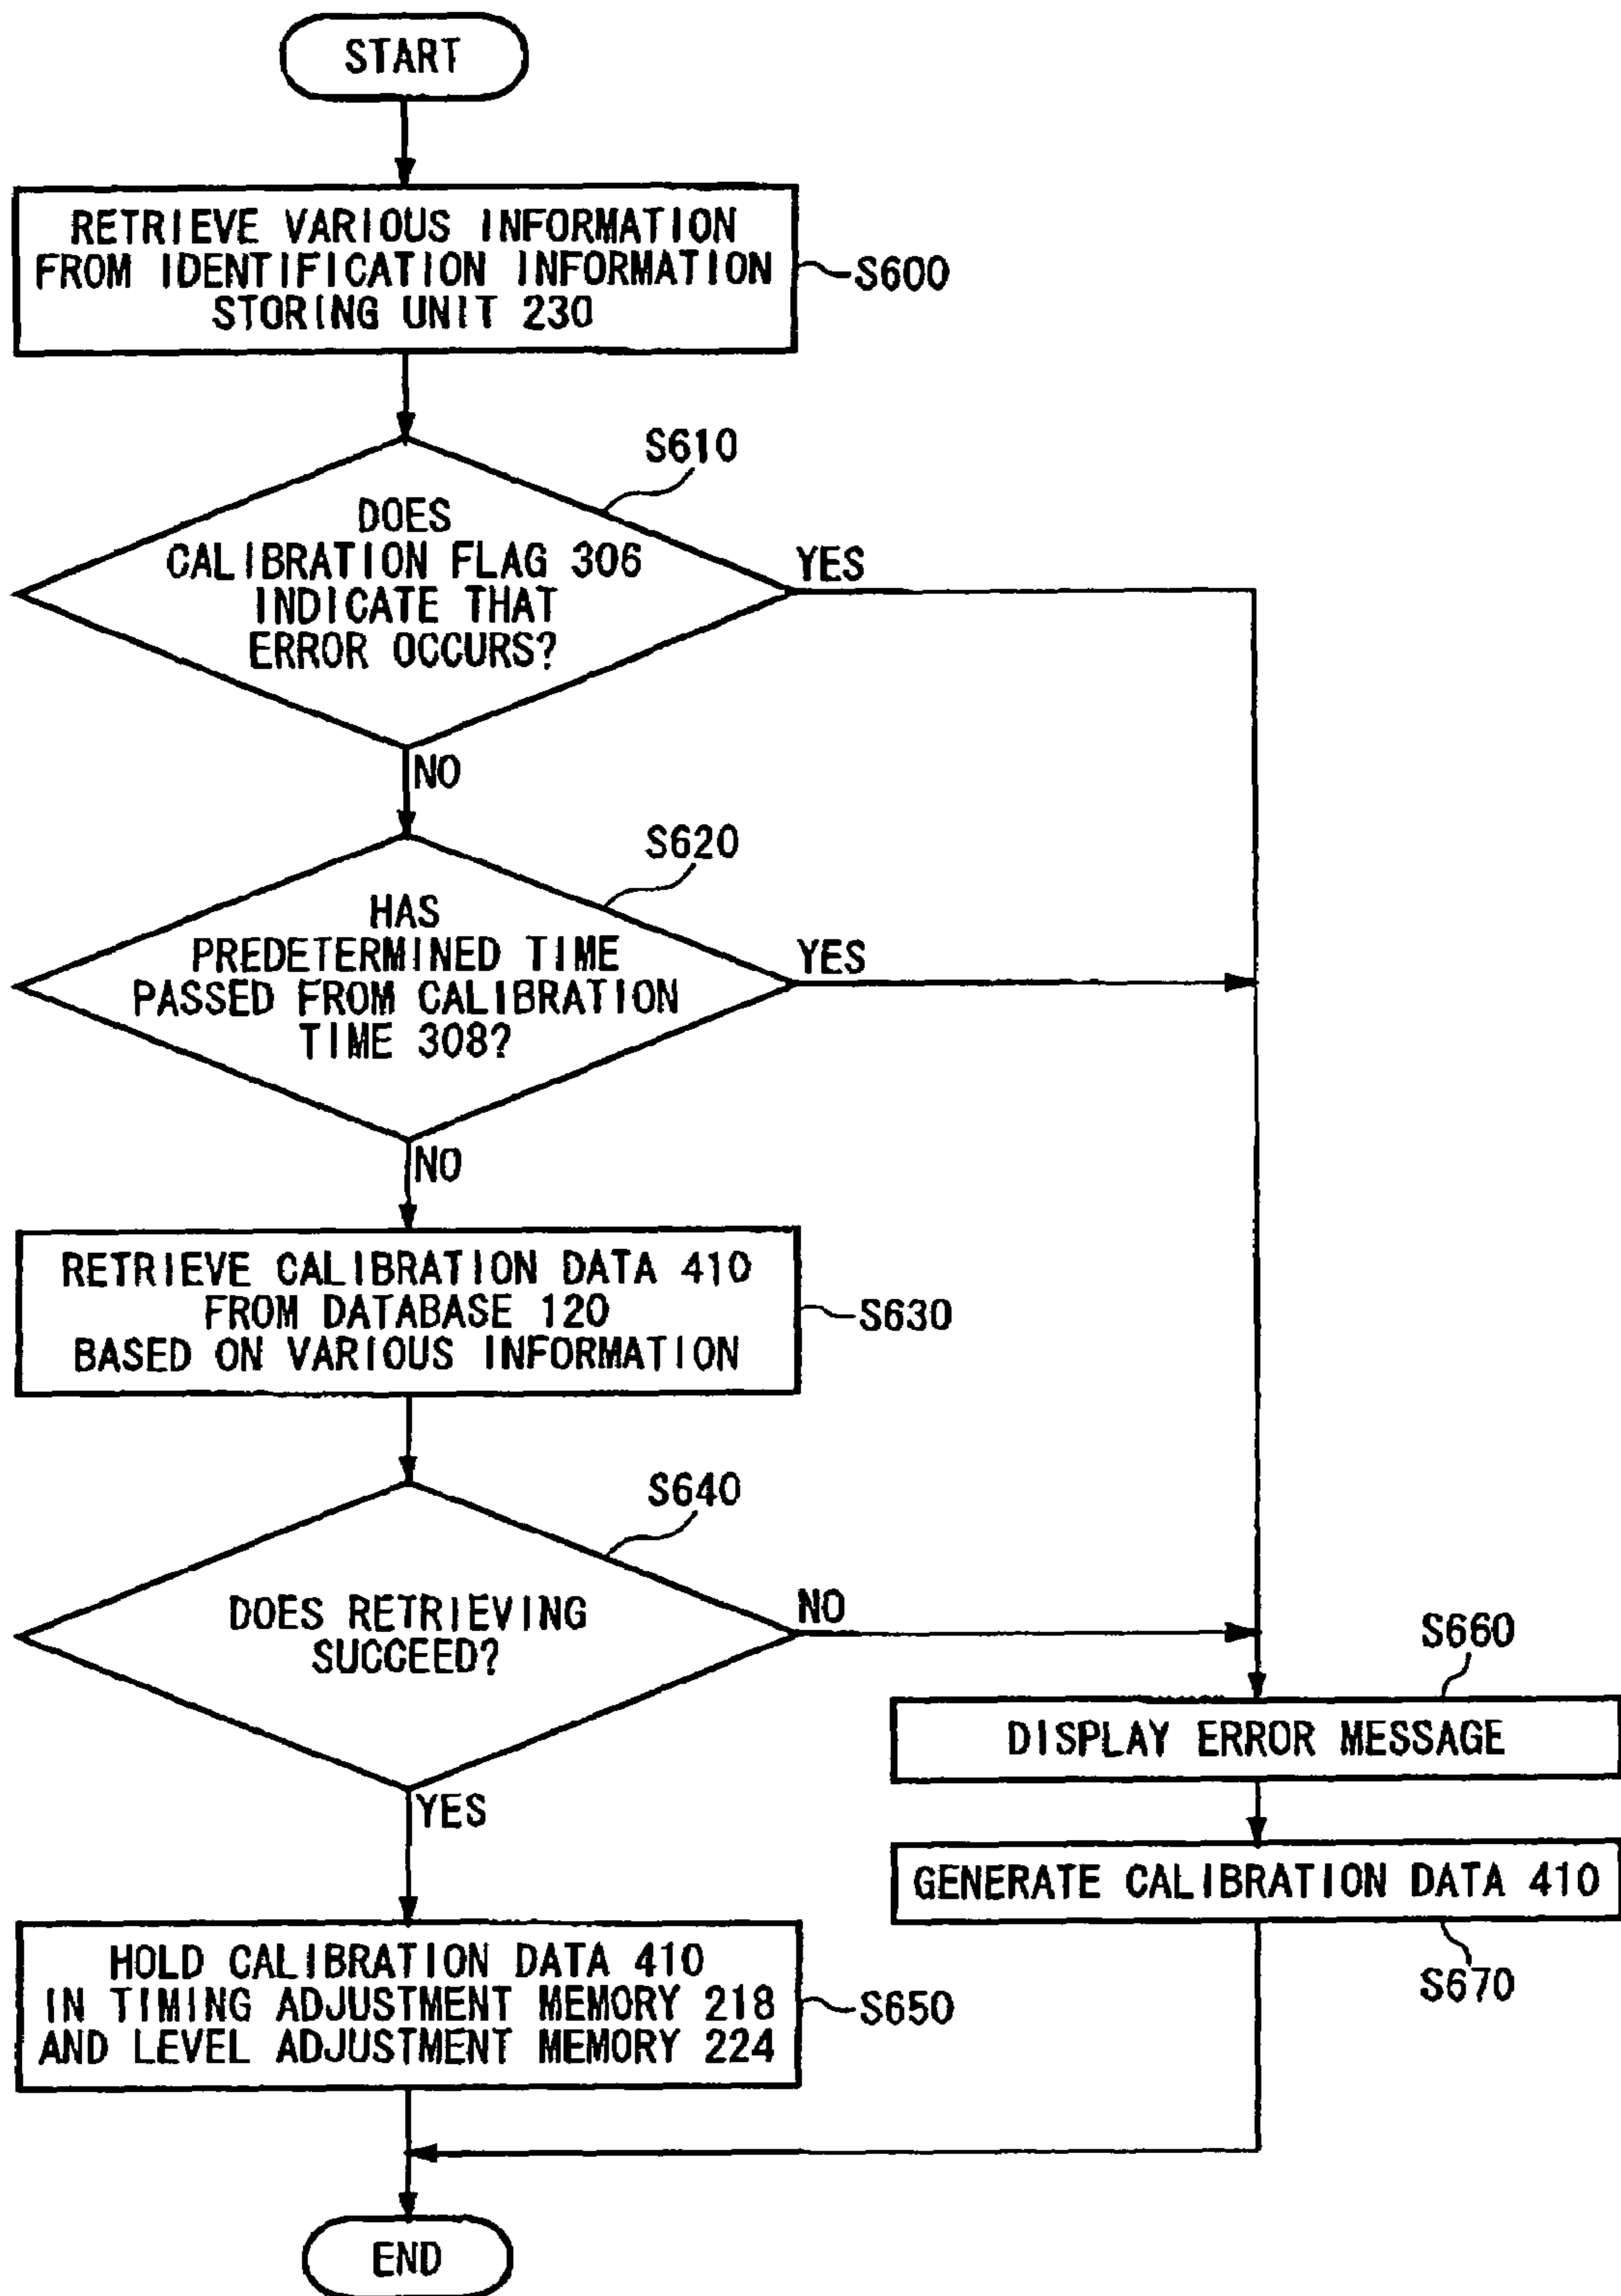 START
RETRIEVE VARIOUS INFORMATION
FROM IDENTIFICATION INFORMATION
STORING UNIT 230
S600
S610
DOES
CALIBRATION FLAG 306
INDICATE THAT
ERROR OCCURS?
YES
NO
S620
HAS
PREDETERMINED TIME
PASSED FROM CALIBRATION
TIME 308?
YES
NO
RETRIEVE CALIBRATION DATA 410
FROM DATABASE 120
BASED ON VARIOUS INFORMATION
S630
S640
DOES RETRIEVING
SUCCEED?
NO
YES
S660
DISPLAY ERROR MESSAGE
GENERATE CALIBRATION DATA 410
S670
HOLD CALIBRATION DATA 410
IN TIMING ADJUSTMENT MEMORY 218
AND LEVEL ADJUSTMENT MEMORY 224
S650
END